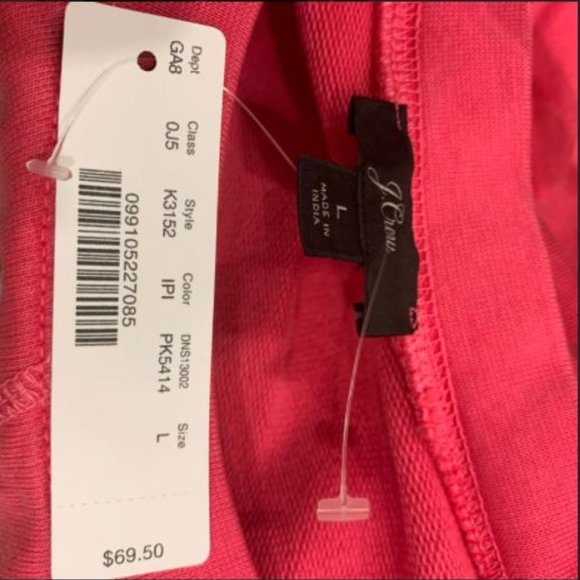 Dept Class Style Color DNS13002 Size
GA8 0J5 K3152 IPI PK5414 L
099105227085
$69.50
J.Crew
L
MADE IN
INDIA